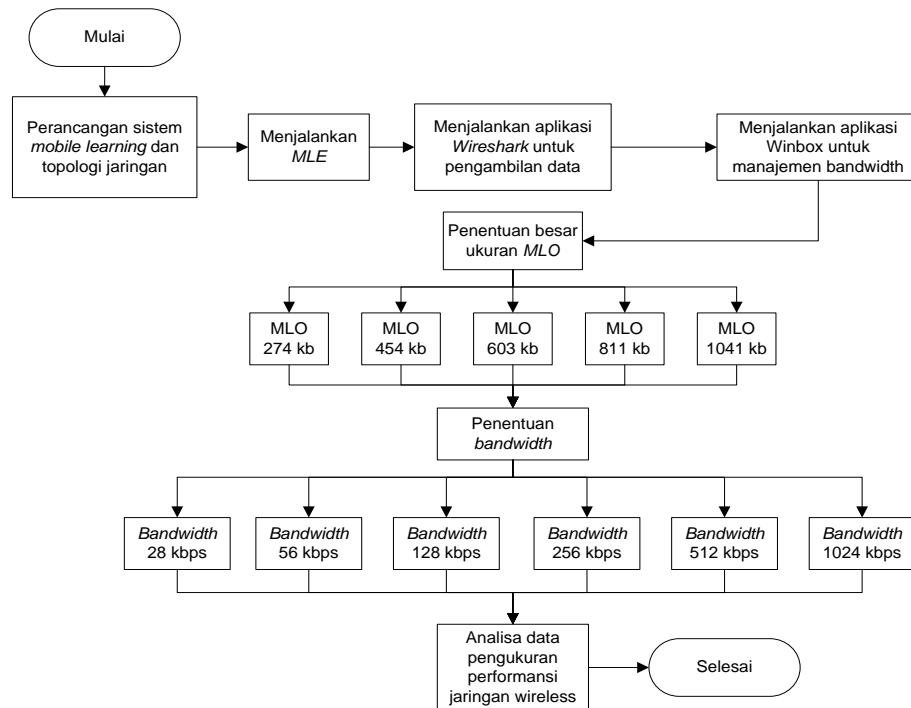 Mulai
Perancangan sistem
mobile learning dan
topologi jaringan
Menjalankan
MLE
Menjalankan aplikasi
Wireshark untuk
pengambilan data
Menjalankan aplikasi
Winbox untuk
manajemen bandwidth
Penentuan besar
ukuran MLO
MLO
274 kb
MLO
454 kb
MLO
603 kb
MLO
811 kb
MLO
1041 kb
Penentuan
bandwidth
Bandwidth
28 kbps
Bandwidth
56 kbps
Bandwidth
128 kbps
Bandwidth
256 kbps
Bandwidth
512 kbps
Bandwidth
1024 kbps
Analisa data
pengukuran
performansi
jaringan wireless
Selesai